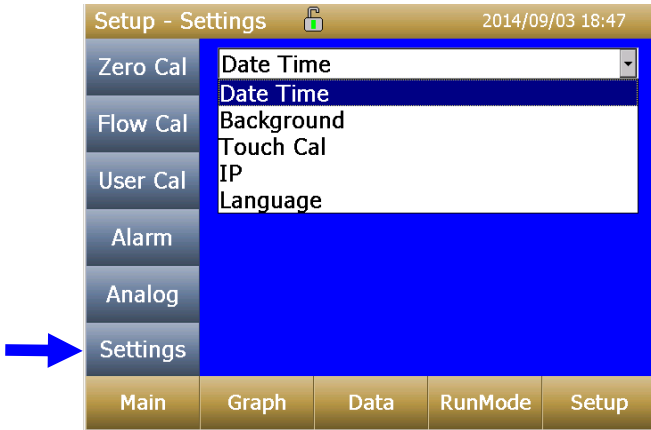 Setup - Settings 2014/09/03 18:47
Zero Cal
Flow Cal
User Cal
Alarm
Analog
Settings
Date Time
Date Time
Background
Touch Cal
IP
Language
Main Graph Data RunMode Setup